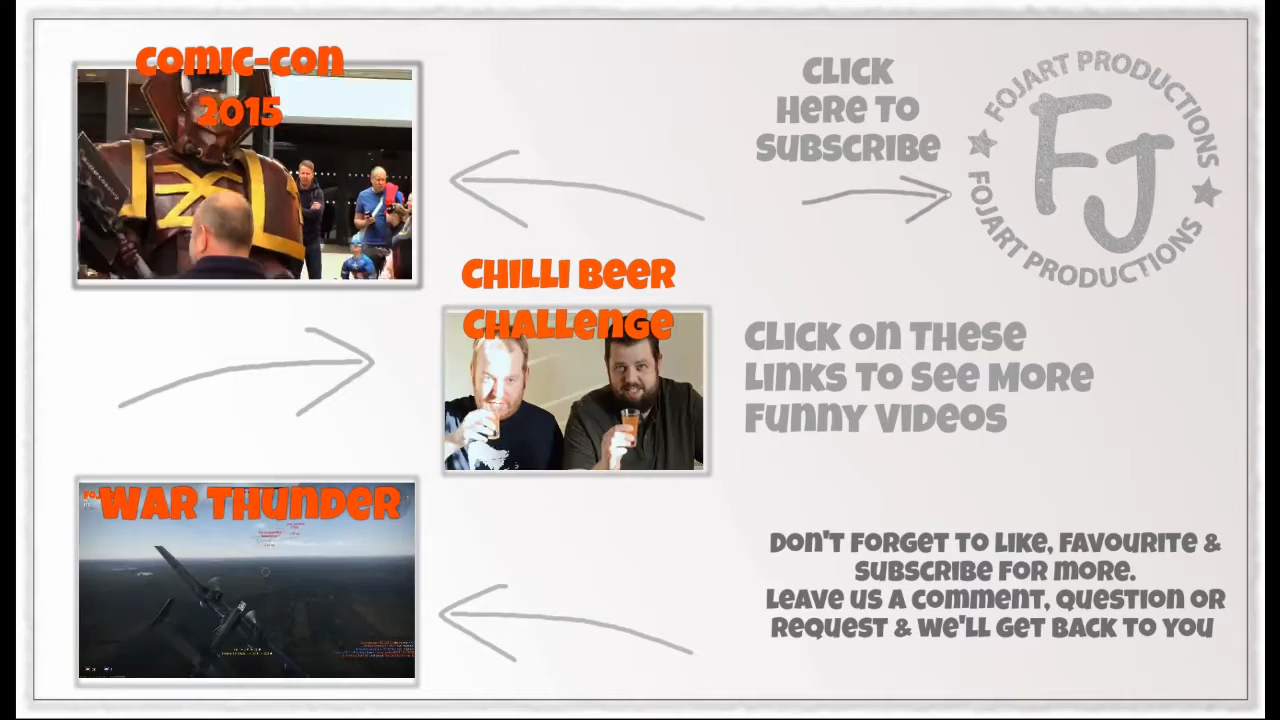 COMIC-CON
2015
CLICK
HERE TO
SUBSCRIBE
FOJART PRODUCTIONS
FJ
FOJART PRODUCTIONS
CHILLI BEER
CHALLENGE
CLICK ON THESE
LINKS TO SEE MORE
FUNNY VIDEOS
WAR THUNDER
DON'T FORGET TO LIKE, FAVOURITE &
SUBSCRIBE FOR MORE.
LEAVE US A COMMENT, QUESTION OR
REQUEST & WE'LL GET BACK TO YOU